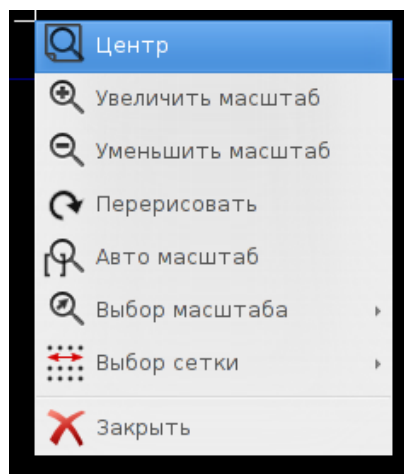 Центр
Увеличить масштаб
Уменьшить масштаб
Перерисовать
Авто масштаб
Выбор масштаба
Выбор сетки
Закрыть